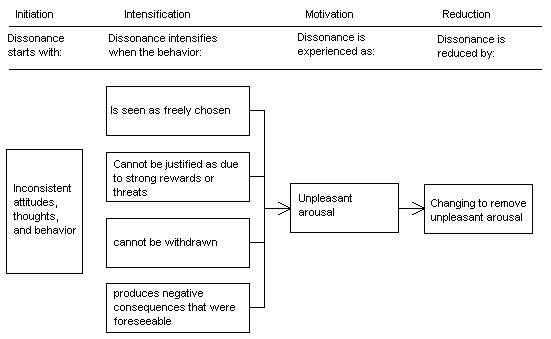 Initiation
Intensification
Motivation
Reduction
Dissonance
starts with:
Dissonance intensifies
when the behavior:
Dissonance is
experienced as:
Dissonance is
reduced by:
Is seen as freely chosen
Cannot be justified as due
to strong rewards or
threats
cannot be withdrawn
produces negative
consequences that were
foreseeable
Inconsistent
attitudes,
thoughts,
and behavior
Unpleasant
arousal
Changing to remove
unpleasant arousal